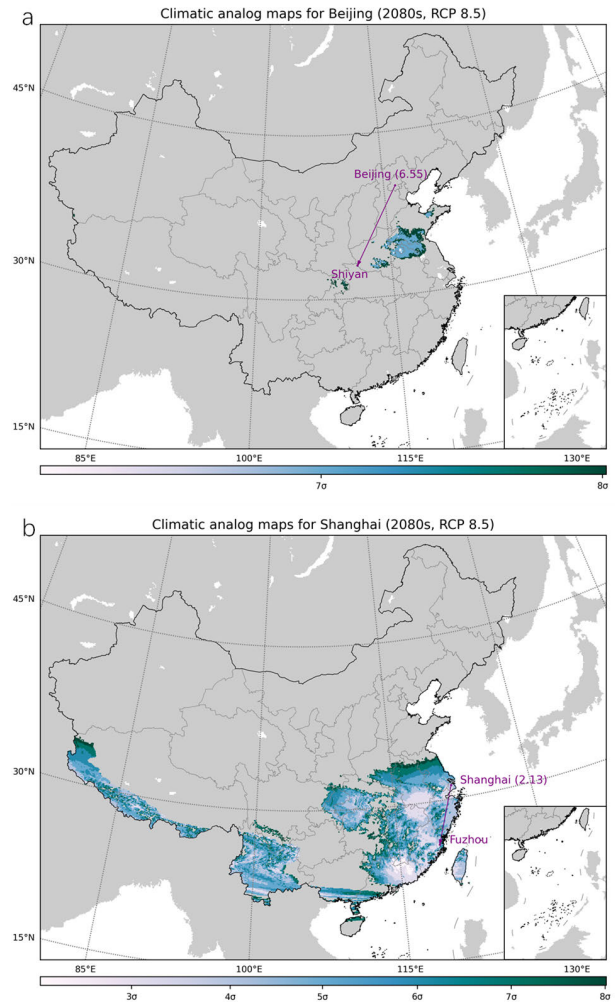 a
Climatic analog maps for Beijing (2080s, RCP 8.5)
45°N
Beijing (6.55)
30°N
Shiyan
15°N
85°E 100°E 115°E 130°E
7σ 8σ
b
Climatic analog maps for Shanghai (2080s, RCP 8.5)
45°N
30°N
Shanghai (2.13)
Fuzhou
15°N
85°E 100°E 115°E 130°E
3σ 4σ 5σ 6σ 7σ 8σ